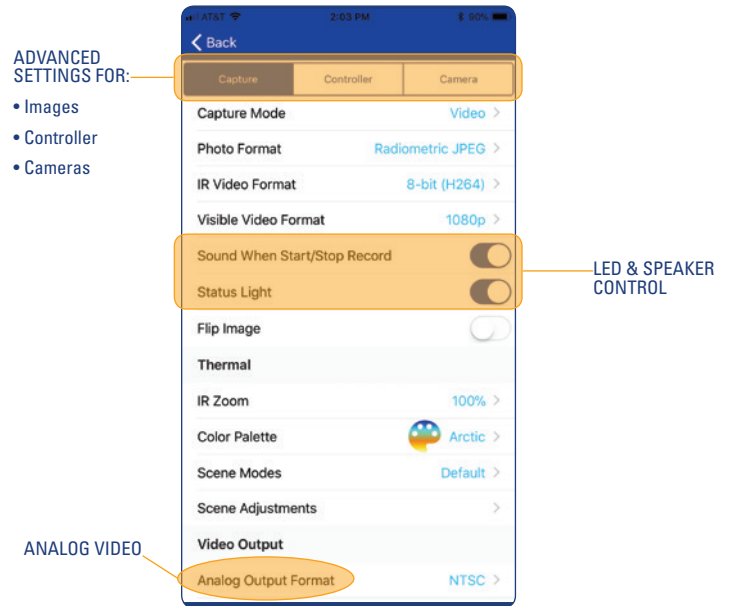 AT&T 2:03 PM 90%
Back
ADVANCED
SETTINGS FOR:
• Images
• Controller
• Cameras
Capture Controller Camera
Capture Mode Video
Photo Format Radiometric JPEG
IR Video Format 8-bit (H264)
Visible Video Format 1080p
Sound When Start/Stop Record
Status Light
LED & SPEAKER
CONTROL
Flip Image
Thermal
IR Zoom 100%
Color Palette Arctic
Scene Modes Default
Scene Adjustments
Video Output
ANALOG VIDEO
Analog Output Format NTSC